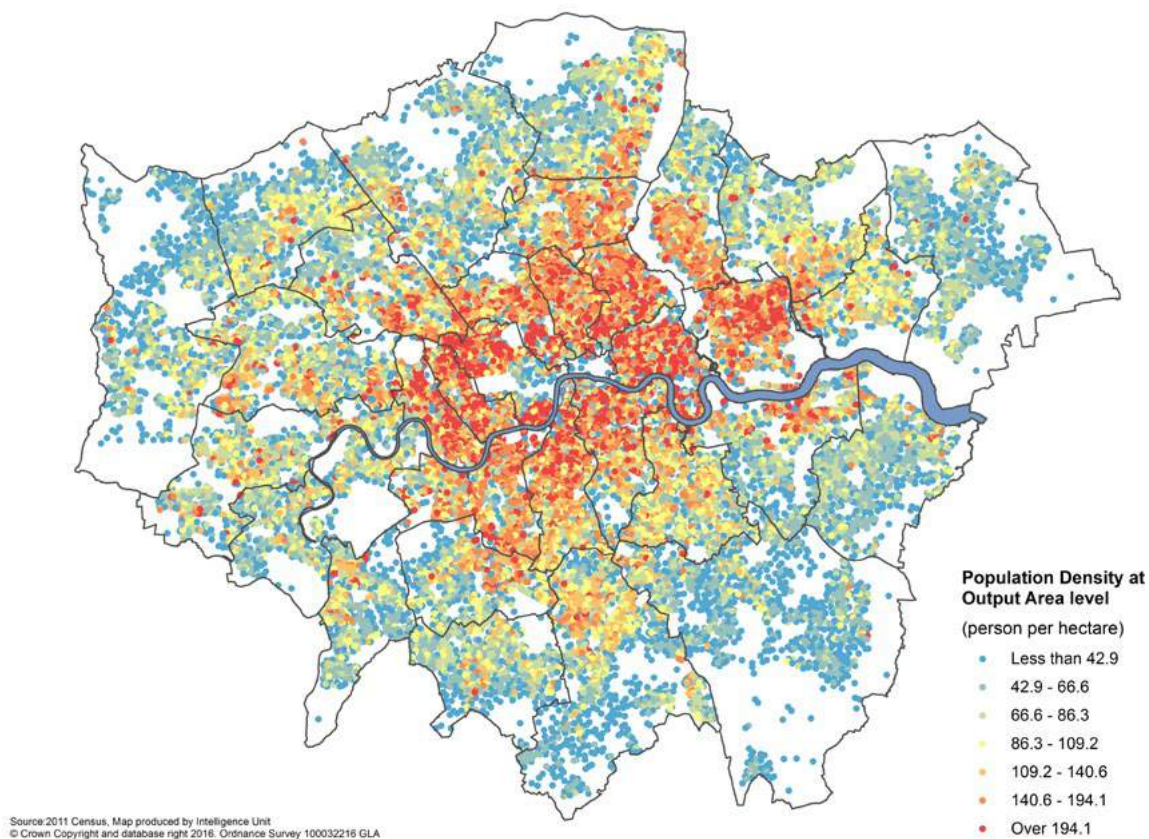 Population Density at
Output Area level
(person per hectare)
Less than 42.9
42.9 - 66.6
66.6 - 86.3
86.3 - 109.2
109.2 - 140.6
140.6 - 194.1
Over 194.1
Source:2011 Census, Map produced by Intelligence Unit
© Crown Copyright and database right 2016. Ordnance Survey 100032216 GLA